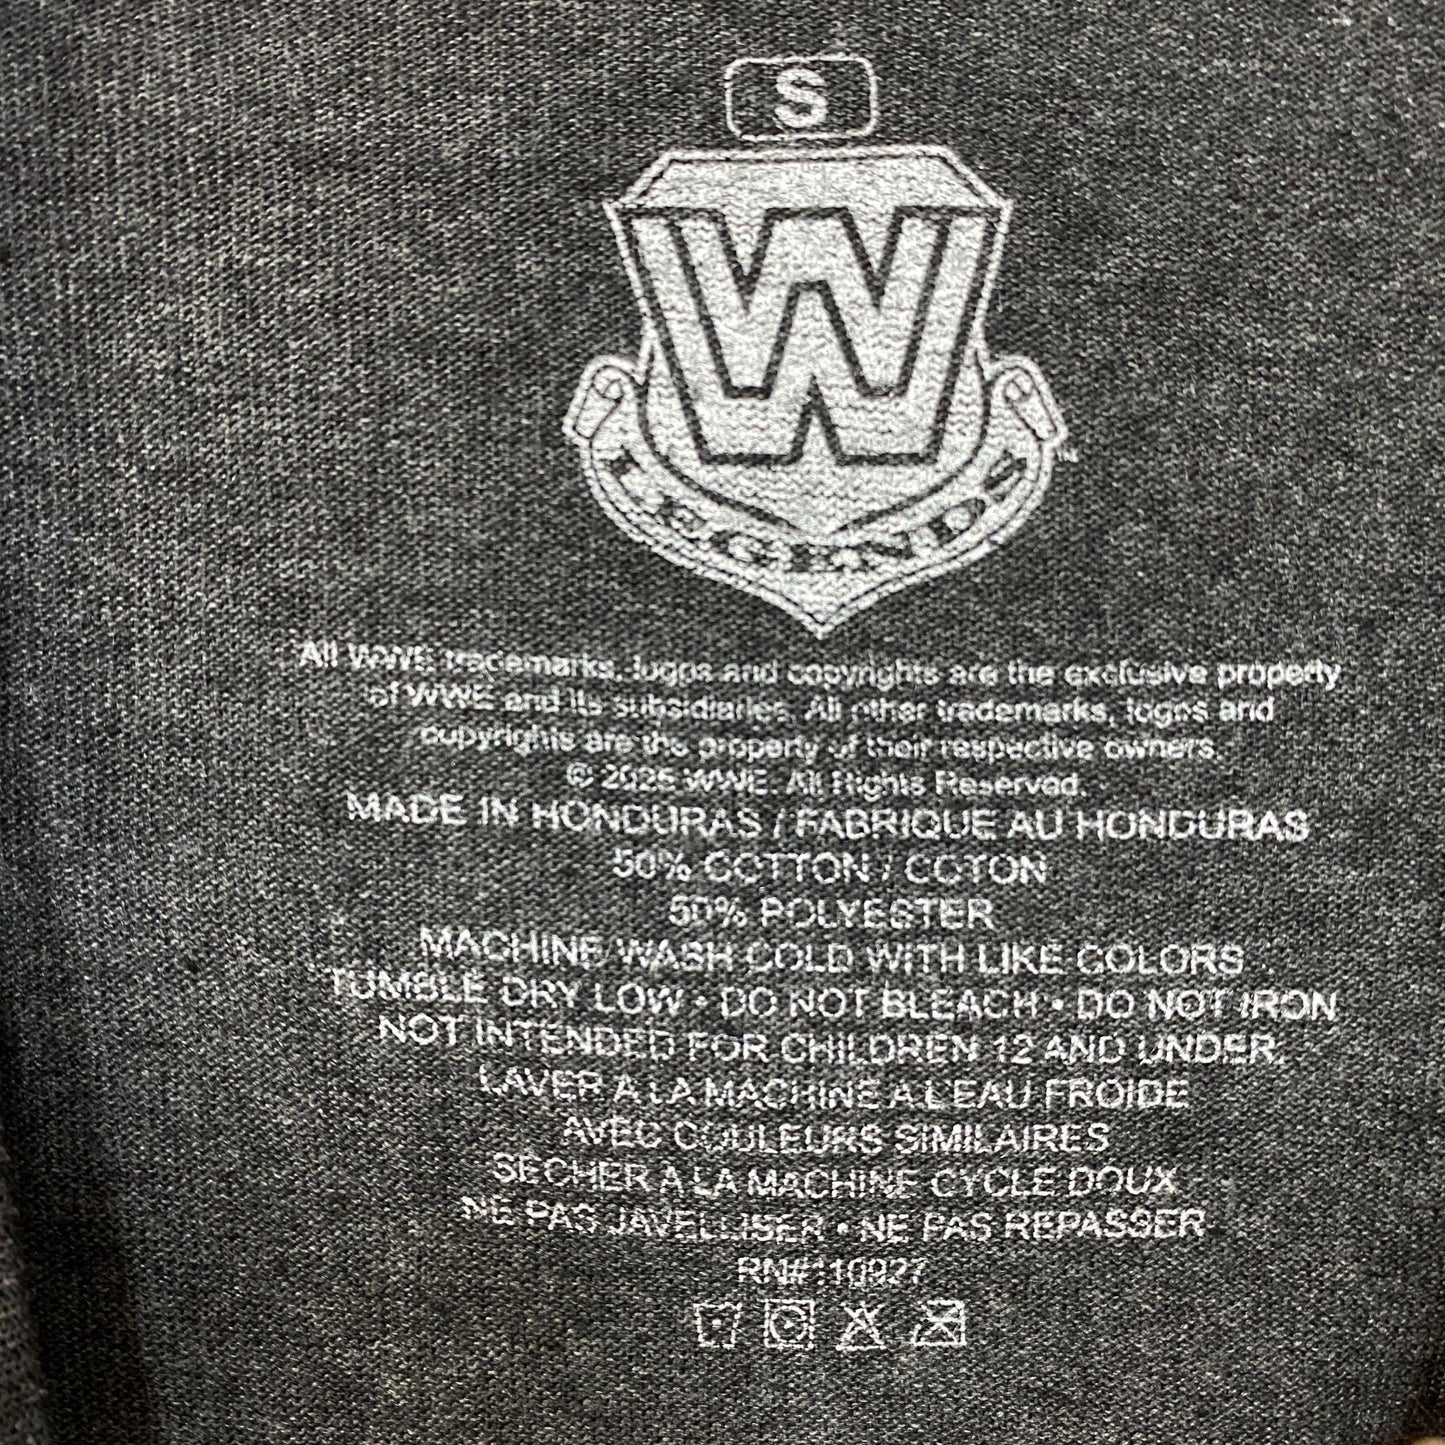 S
W
LEGENDS
TM
All WWE trademarks, logos and copyrights are the exclusive property
of WWE and its subsidiaries. All other trademarks, logos and
copyrights are the property of their respective owners.
© 2025 WWE. All Rights Reserved.
MADE IN HONDURAS / FABRIQUE AU HONDURAS
50% COTTON / COTON
50% POLYESTER
MACHINE WASH COLD WITH LIKE COLORS
TUMBLE DRY LOW • DO NOT BLEACH • DO NOT IRON
NOT INTENDED FOR CHILDREN 12 AND UNDER.
LAVER A LA MACHINE A L'EAU FROIDE
AVEC COULEURS SIMILAIRES
SECHER A LA MACHINE CYCLE DOUX
NE PAS JAVELLISER • NE PAS REPASSER
RN#110927